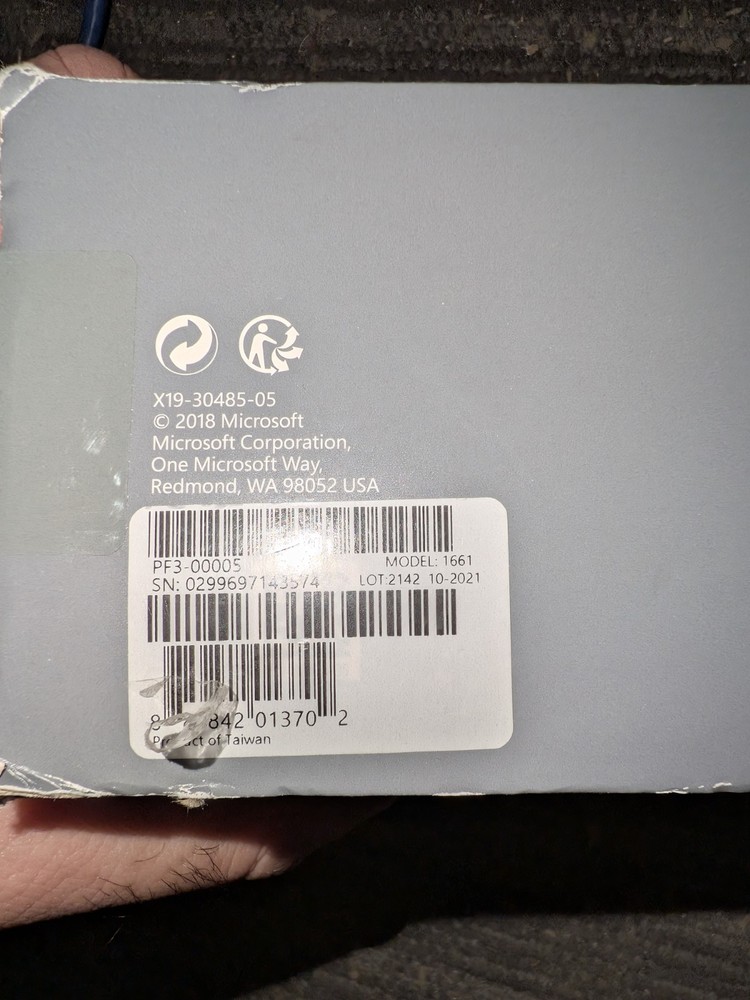 X19-30485-05
© 2018 Microsoft
Microsoft Corporation,
One Microsoft Way,
Redmond, WA 98052 USA
PF3-00005 MODEL: 1661
SN: 0299697143574 LOT:2142 10-2021
8 842 01370 2
of Taiwan